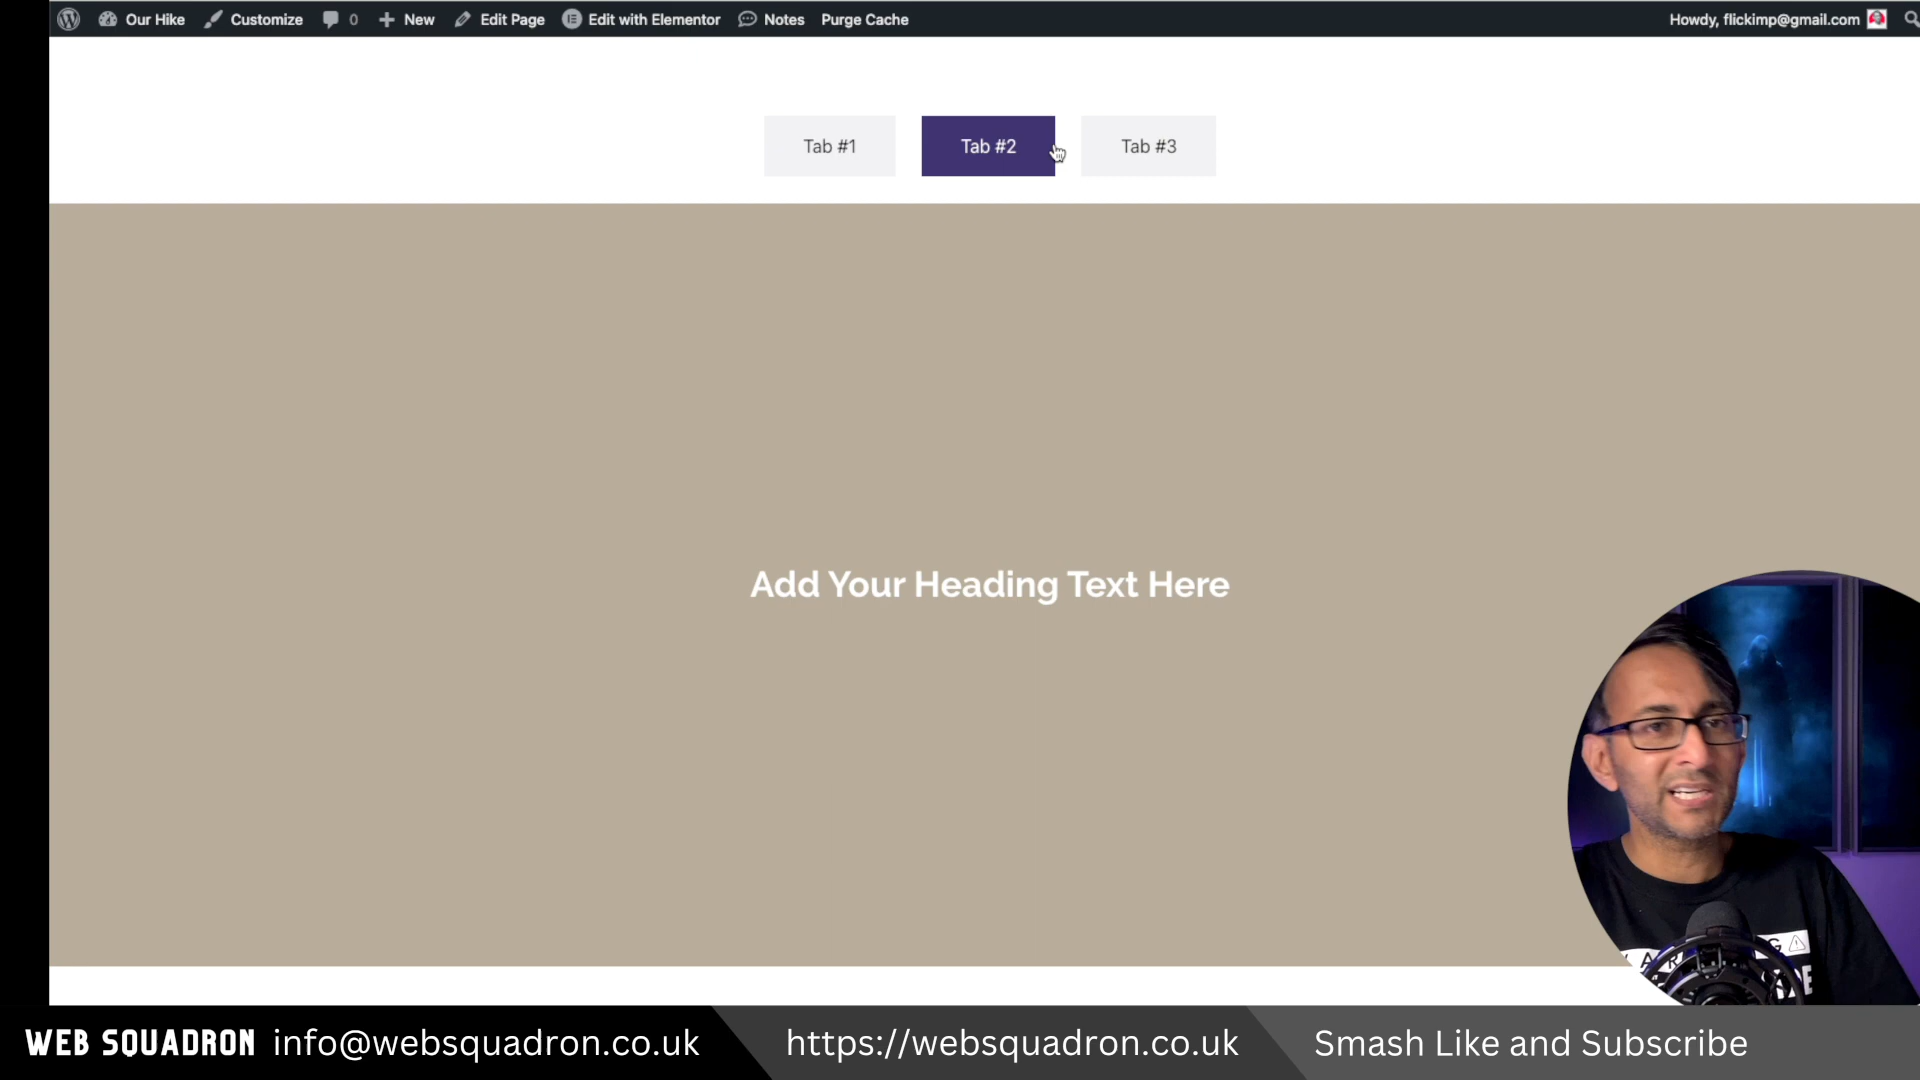 Our Hike Customize 0 New Edit Page Edit with Elementor Notes Purge Cache Howdy, flickimp@gmail.com
Tab #1 Tab #2 Tab #3
Add Your Heading Text Here
WEB SQUADRON info@websquadron.co.uk https://websquadron.co.uk Smash Like and Subscribe